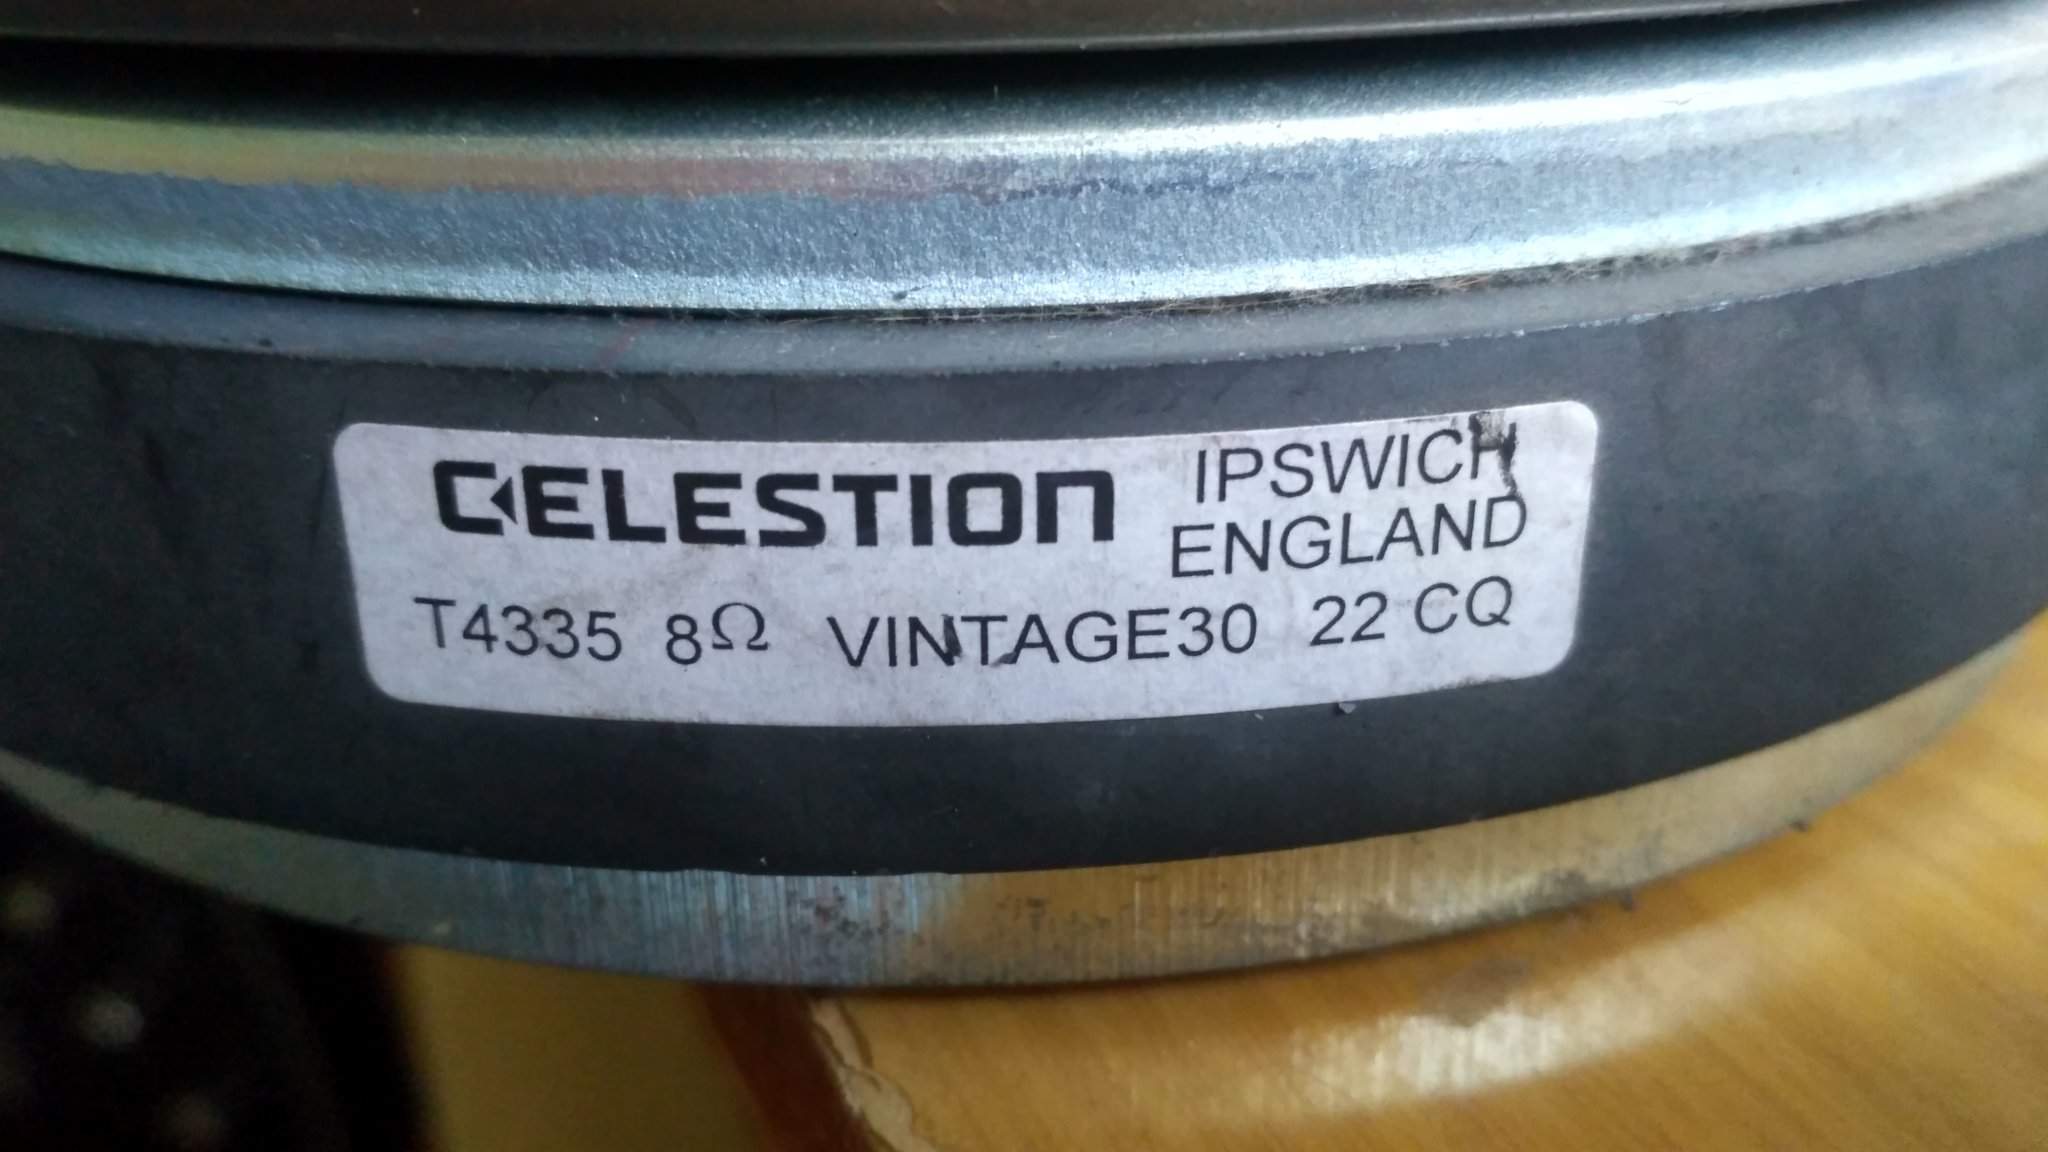 CELESTION
IPSWICH
ENGLAND
T4335 8Ω VINTAGE30 22 CQ